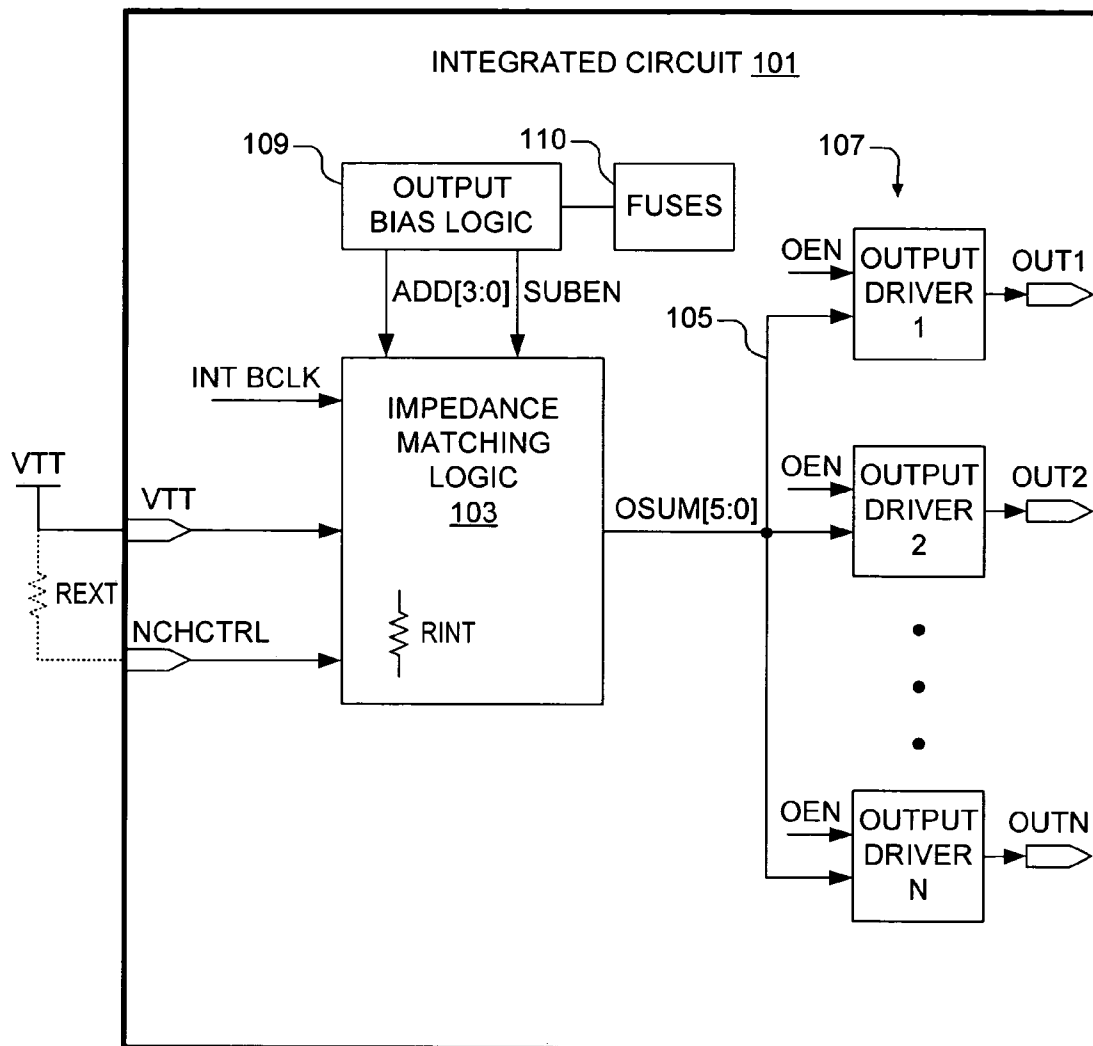 INTEGRATED CIRCUIT 101
109
110
107
OUTPUT
BIAS LOGIC
FUSES
ADD[3:0]
SUBEN
OEN
OUTPUT
DRIVER
1
OUT1
105
INT BCLK
IMPEDANCE
MATCHING
LOGIC
103
VTT
VTT
REXT
NCHCTRL
RINT
OSUM[5:0]
OEN
OUTPUT
DRIVER
2
OUT2
OEN
OUTPUT
DRIVER
N
OUTN